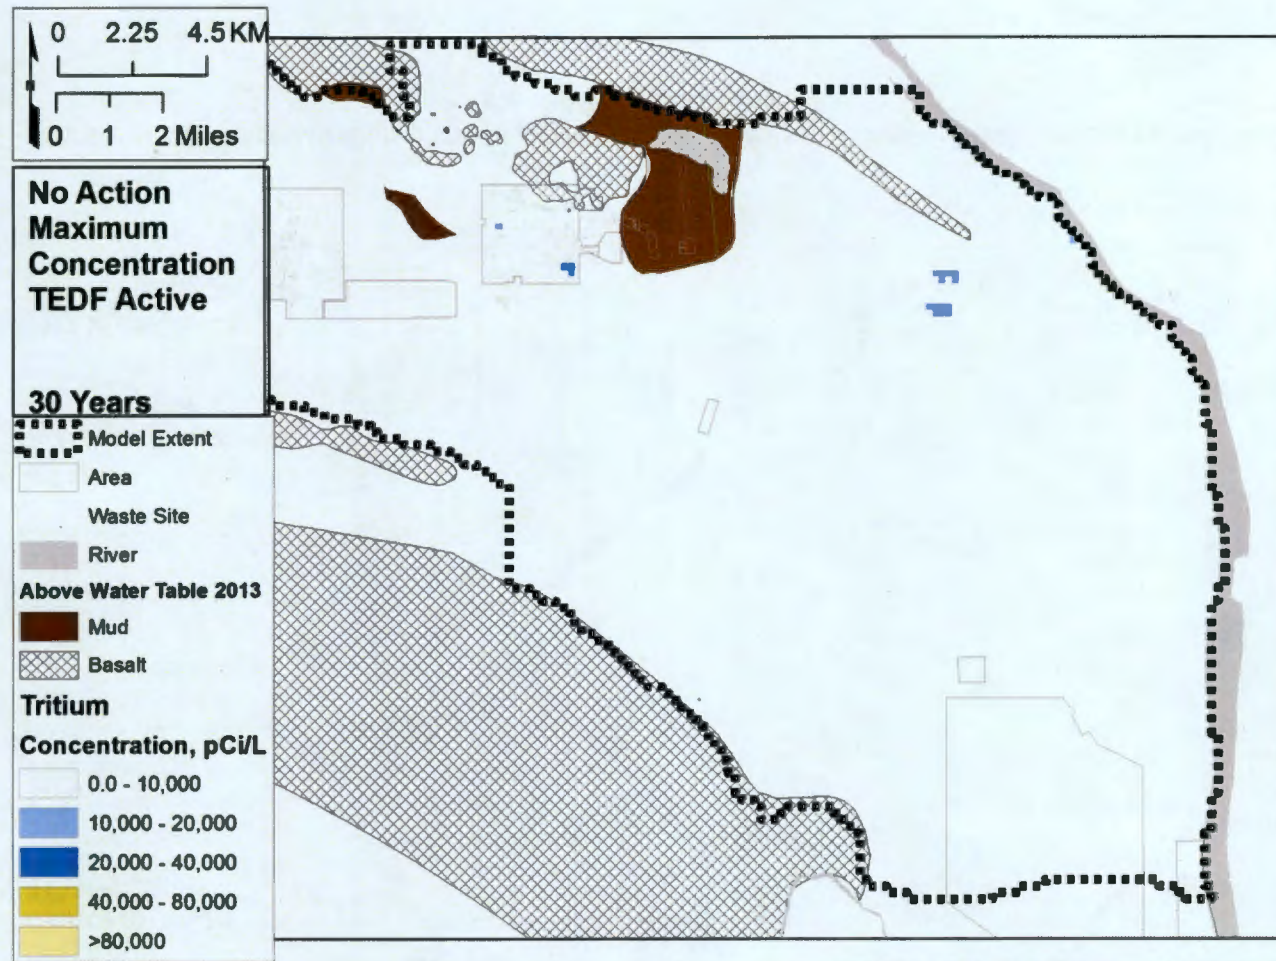 0 2.25 4.5 KM
0 1 2 Miles
No Action
Maximum
Concentration
TEDF Active
30 Years
Model Extent
Area
Waste Site
River
Above Water Table 2013
Mud
Basalt
Tritium
Concentration, pCi/L
0.0 - 10,000
10,000 - 20,000
20,000 - 40,000
40,000 - 80,000
>80,000